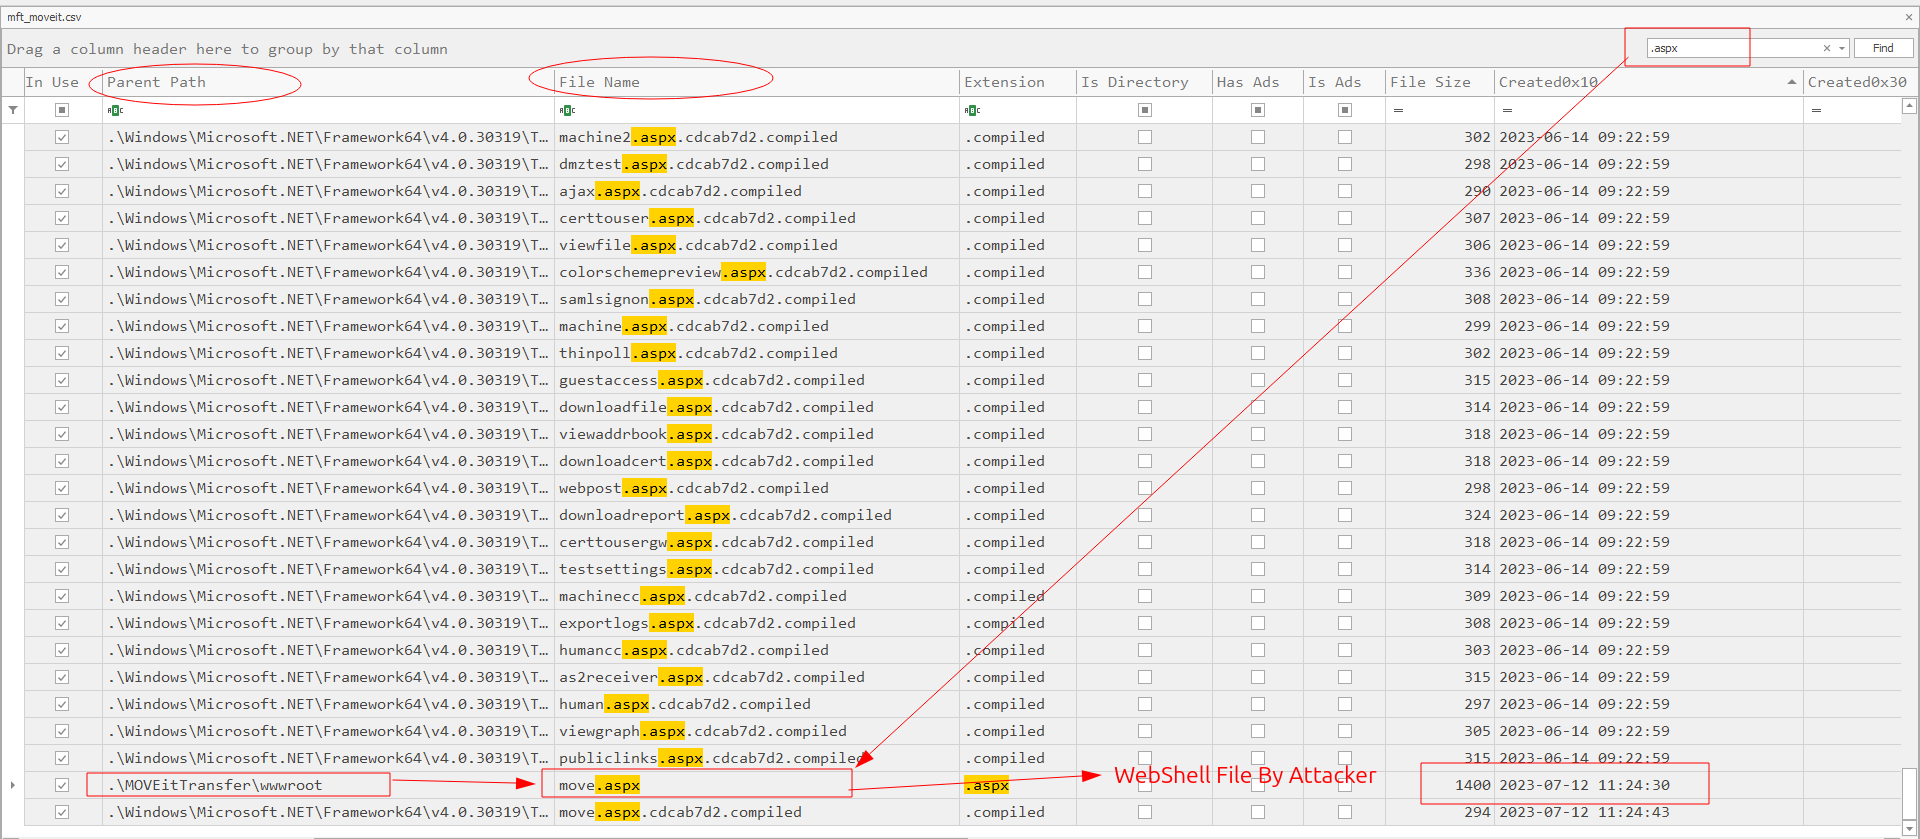 mft_moveit.csv ×
Drag a column header here to group by that column .aspx × Find
In Use Parent Path File Name Extension Is Directory Has Ads Is Ads File Size Created0x10 Created0x30
ABC ABC ABC = = =
.\Windows\Microsoft.NET\Framework64\v4.0.30319\T… machine2.aspx.cdcab7d2.compiled .compiled 302 2023-06-14 09:22:59
.\Windows\Microsoft.NET\Framework64\v4.0.30319\T… dmztest.aspx.cdcab7d2.compiled .compiled 298 2023-06-14 09:22:59
.\Windows\Microsoft.NET\Framework64\v4.0.30319\T… ajax.aspx.cdcab7d2.compiled .compiled 290 2023-06-14 09:22:59
.\Windows\Microsoft.NET\Framework64\v4.0.30319\T… certtouser.aspx.cdcab7d2.compiled .compiled 307 2023-06-14 09:22:59
.\Windows\Microsoft.NET\Framework64\v4.0.30319\T… viewfile.aspx.cdcab7d2.compiled .compiled 306 2023-06-14 09:22:59
.\Windows\Microsoft.NET\Framework64\v4.0.30319\T… colorschemepreview.aspx.cdcab7d2.compiled .compiled 336 2023-06-14 09:22:59
.\Windows\Microsoft.NET\Framework64\v4.0.30319\T… samlsignon.aspx.cdcab7d2.compiled .compiled 308 2023-06-14 09:22:59
.\Windows\Microsoft.NET\Framework64\v4.0.30319\T… machine.aspx.cdcab7d2.compiled .compiled 299 2023-06-14 09:22:59
.\Windows\Microsoft.NET\Framework64\v4.0.30319\T… thinpoll.aspx.cdcab7d2.compiled .compiled 302 2023-06-14 09:22:59
.\Windows\Microsoft.NET\Framework64\v4.0.30319\T… guestaccess.aspx.cdcab7d2.compiled .compiled 315 2023-06-14 09:22:59
.\Windows\Microsoft.NET\Framework64\v4.0.30319\T… downloadfile.aspx.cdcab7d2.compiled .compiled 314 2023-06-14 09:22:59
.\Windows\Microsoft.NET\Framework64\v4.0.30319\T… viewaddrbook.aspx.cdcab7d2.compiled .compiled 318 2023-06-14 09:22:59
.\Windows\Microsoft.NET\Framework64\v4.0.30319\T… downloadcert.aspx.cdcab7d2.compiled .compiled 318 2023-06-14 09:22:59
.\Windows\Microsoft.NET\Framework64\v4.0.30319\T… webpost.aspx.cdcab7d2.compiled .compiled 298 2023-06-14 09:22:59
.\Windows\Microsoft.NET\Framework64\v4.0.30319\T… downloadreport.aspx.cdcab7d2.compiled .compiled 324 2023-06-14 09:22:59
.\Windows\Microsoft.NET\Framework64\v4.0.30319\T… certtousergw.aspx.cdcab7d2.compiled .compiled 318 2023-06-14 09:22:59
.\Windows\Microsoft.NET\Framework64\v4.0.30319\T… testsettings.aspx.cdcab7d2.compiled .compiled 314 2023-06-14 09:22:59
.\Windows\Microsoft.NET\Framework64\v4.0.30319\T… machinecc.aspx.cdcab7d2.compiled .compiled 309 2023-06-14 09:22:59
.\Windows\Microsoft.NET\Framework64\v4.0.30319\T… exportlogs.aspx.cdcab7d2.compiled .compiled 308 2023-06-14 09:22:59
.\Windows\Microsoft.NET\Framework64\v4.0.30319\T… humancc.aspx.cdcab7d2.compiled .compiled 303 2023-06-14 09:22:59
.\Windows\Microsoft.NET\Framework64\v4.0.30319\T… as2receiver.aspx.cdcab7d2.compiled .compiled 315 2023-06-14 09:22:59
.\Windows\Microsoft.NET\Framework64\v4.0.30319\T… human.aspx.cdcab7d2.compiled .compiled 297 2023-06-14 09:22:59
.\Windows\Microsoft.NET\Framework64\v4.0.30319\T… viewgraph.aspx.cdcab7d2.compiled .compiled 305 2023-06-14 09:22:59
.\Windows\Microsoft.NET\Framework64\v4.0.30319\T… publiclinks.aspx.cdcab7d2.compiled .compiled 315 2023-06-14 09:22:59
.\MOVEitTransfer\wwwroot move.aspx .aspx WebShell File By Attacker 1400 2023-07-12 11:24:30
.\Windows\Microsoft.NET\Framework64\v4.0.30319\T… move.aspx.cdcab7d2.compiled .compiled 294 2023-07-12 11:24:43